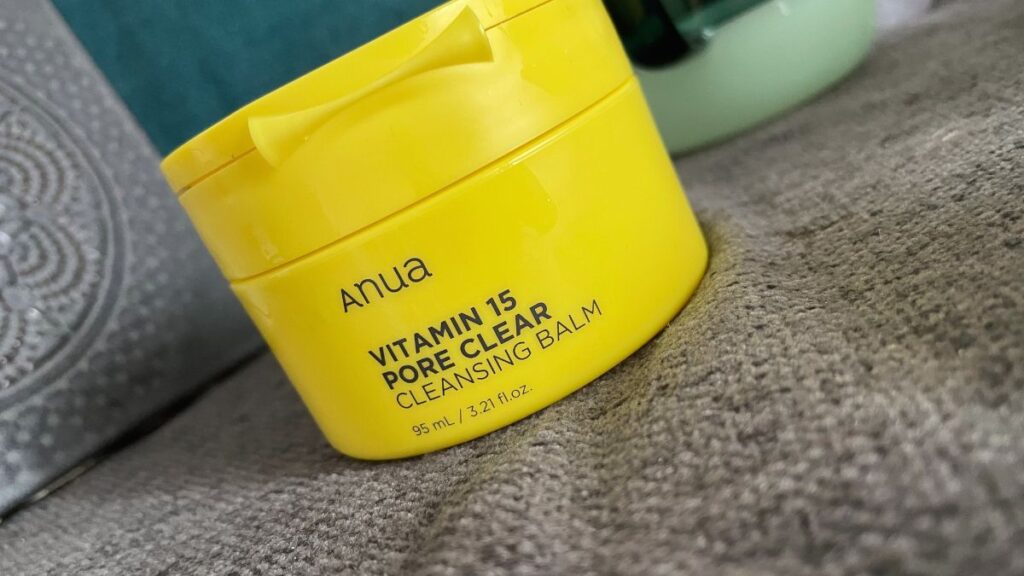 Anua
VITAMIN 15
PORE CLEAR
CLEANSING BALM
95 mL / 3.21 fl.oz.